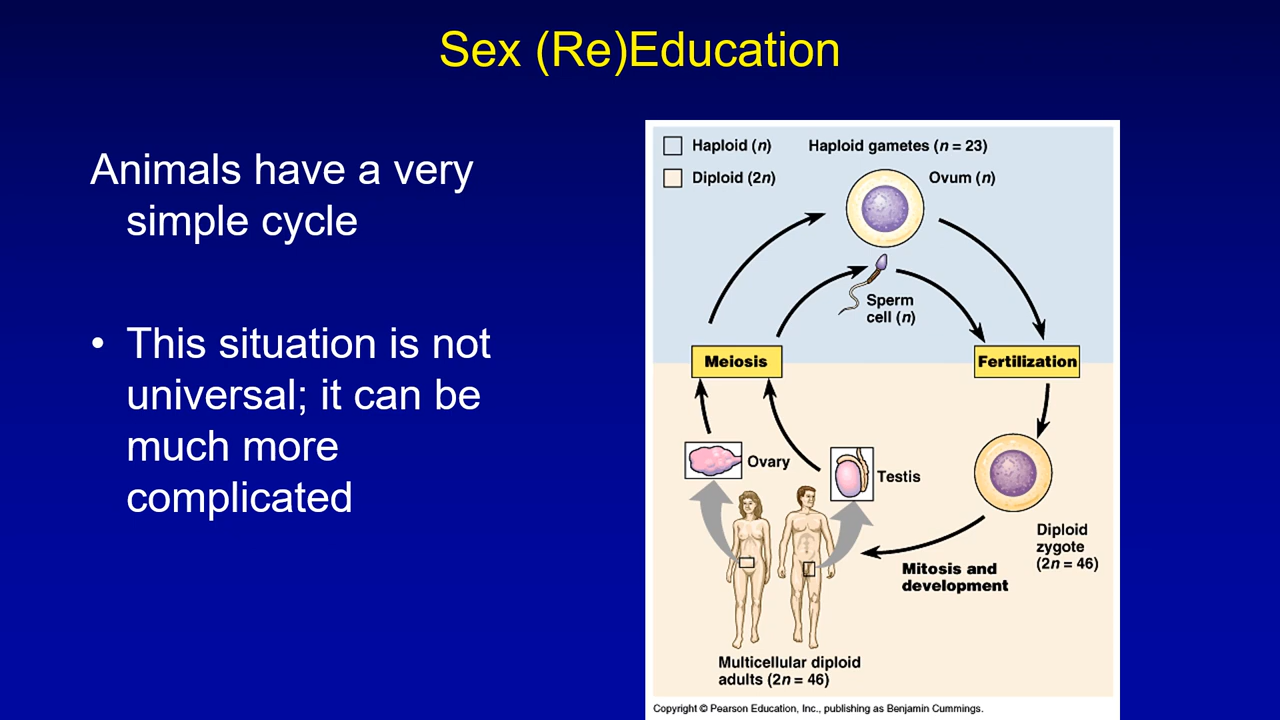 Sex (Re)Education
Animals have a very
simple cycle
• This situation is not
universal; it can be
much more
complicated
Haploid (n)
Haploid gametes (n = 23)
Diploid (2n)
Ovum (n)
Sperm
cell (n)
Meiosis
Fertilization
Ovary
Testis
Diploid
zygote
(2n = 46)
Mitosis and
development
Multicellular diploid
adults (2n = 46)
Copyright © Pearson Education, Inc., publishing as Benjamin Cummings.